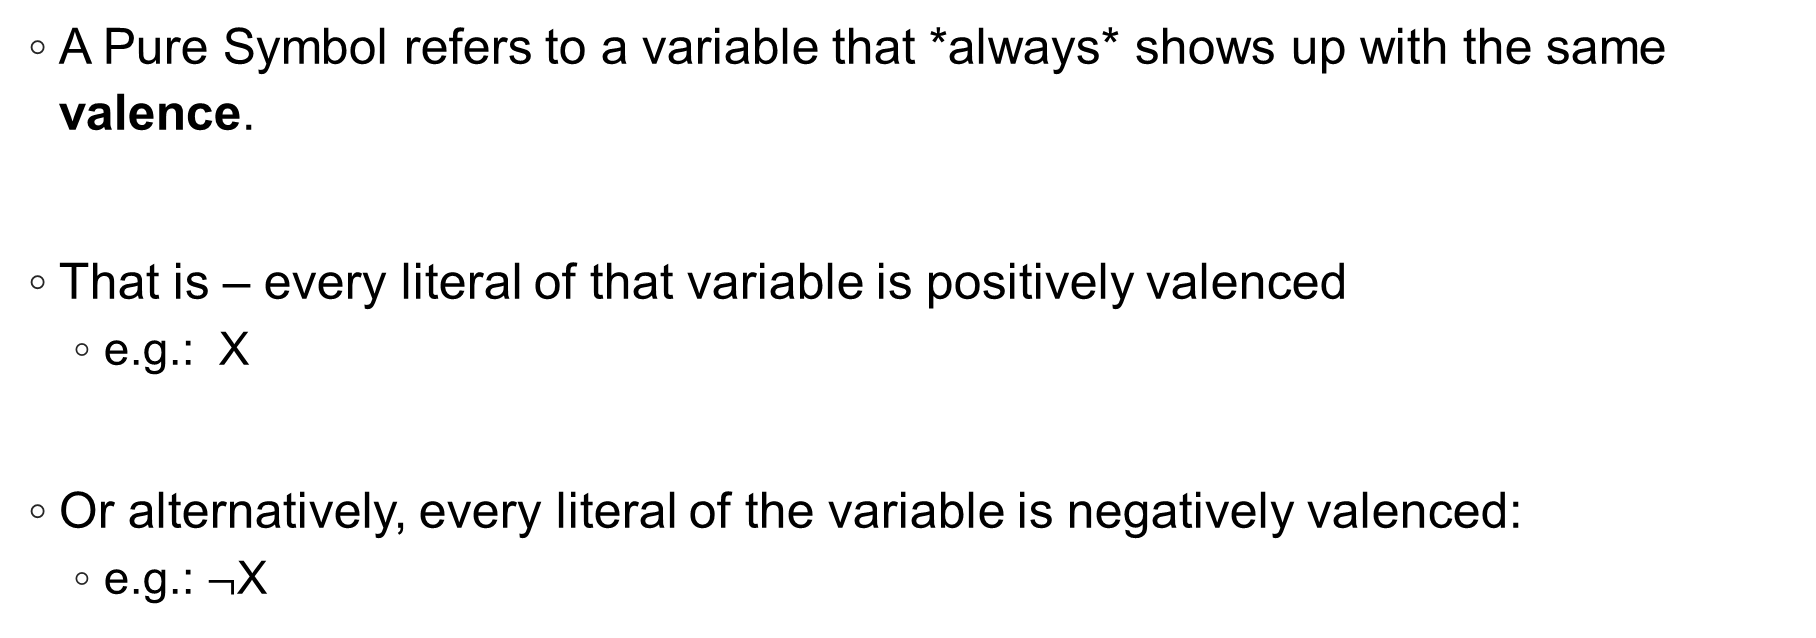 ◦ A Pure Symbol refers to a variable that *always* shows up with the same
valence.
◦ That is – every literal of that variable is positively valenced
◦ e.g.: X
◦ Or alternatively, every literal of the variable is negatively valenced:
◦ e.g.: ¬X